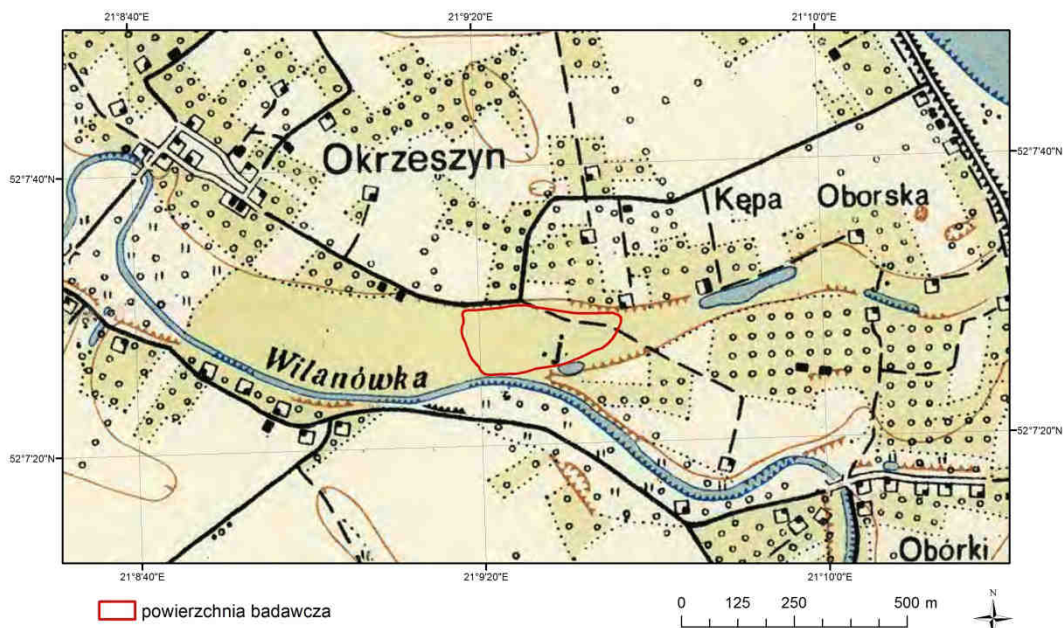 21°8'40"E 21°9'20"E 21°10'0"E
52°7'40"N 52°7'40"N
Okrzeszyn
Kępa Oborska
Wilanówka
52°7'20"N 52°7'20"N
Obórki
21°8'40"E 21°9'20"E 21°10'0"E
powierzchnia badawcza
0 125 250 500 m
N